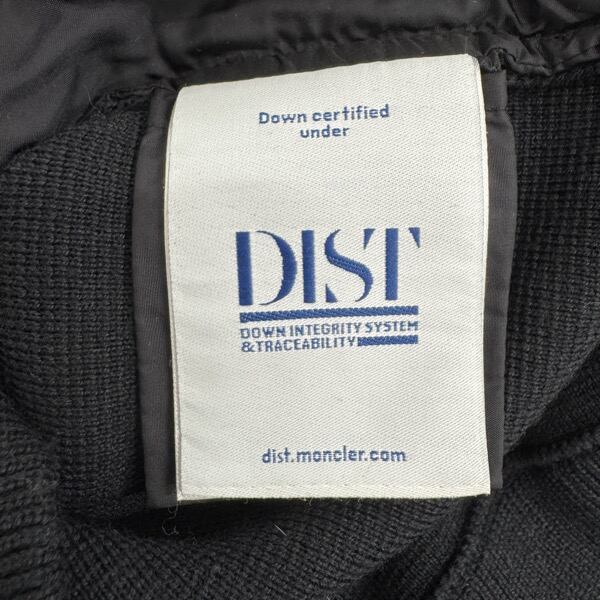 Down certified
under
DIST
DOWN INTEGRITY SYSTEM
&TRACEABILITY
dist.moncler.com